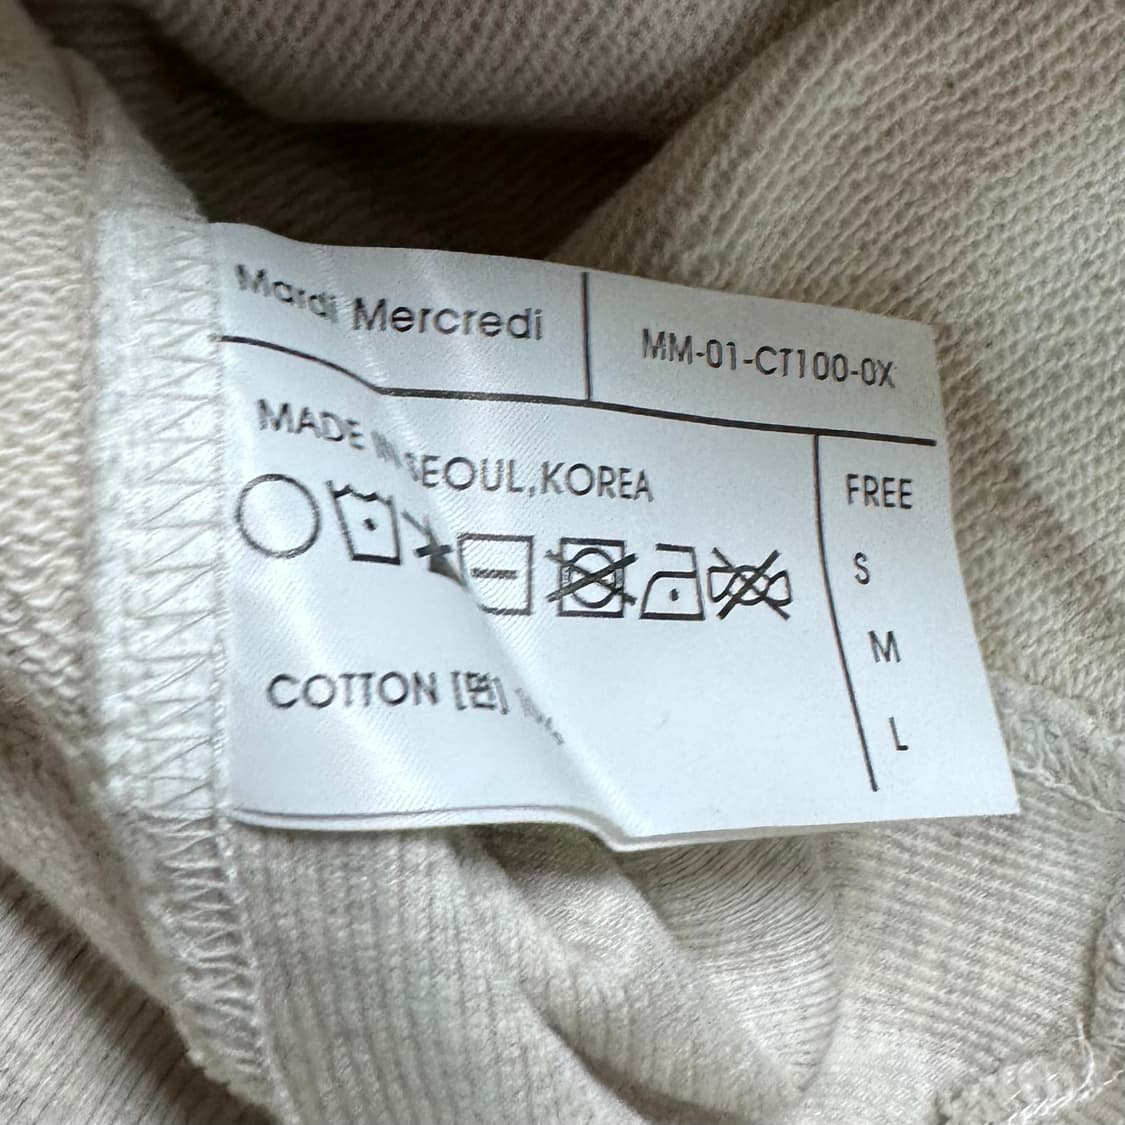 Mardi Mercredi
MM-01-CT100-0X
MADE IN SEOUL,KOREA
COTTON [면]
FREE
S
M
L